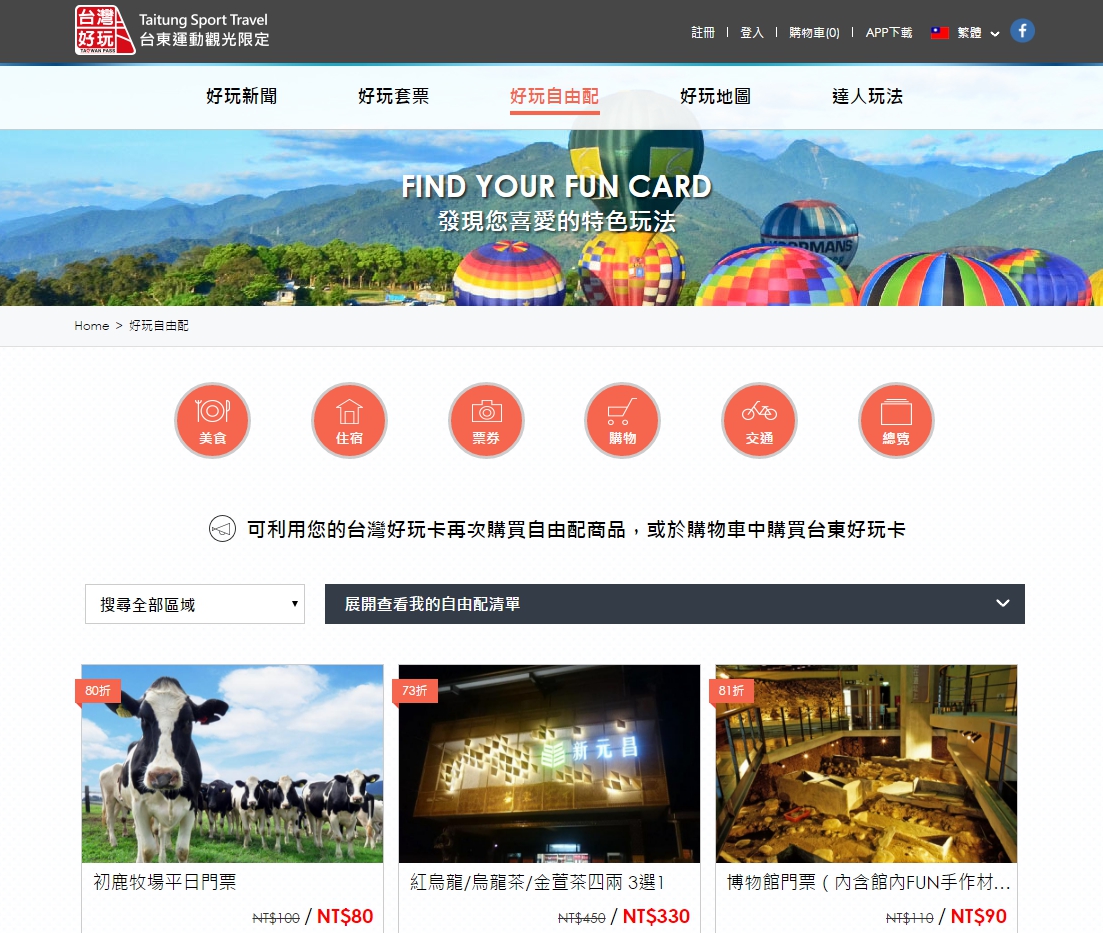 台灣
好玩
TAIWAN PASS
Taitung Sport Travel
台東運動觀光限定
註冊 | 登入 | 購物車(0) | APP下載 繁體
好玩新聞 好玩套票 好玩自由配 好玩地圖 達人玩法
FIND YOUR FUN CARD
發現您喜愛的特色玩法
KOOPMANS
Home > 好玩自由配
美食 住宿 票券 購物 交通 總覽
可利用您的台灣好玩卡再次購買自由配商品，或於購物車中購買台東好玩卡
搜尋全部區域 展開查看我的自由配清單
80折 73折 81折
新元昌
初鹿牧場平日門票 紅烏龍/烏龍茶/金萱茶四兩 3選1 博物館門票 ( 內含館內FUN手作材...
NT$100 / NT$80 NT$450 / NT$330 NT$110 / NT$90